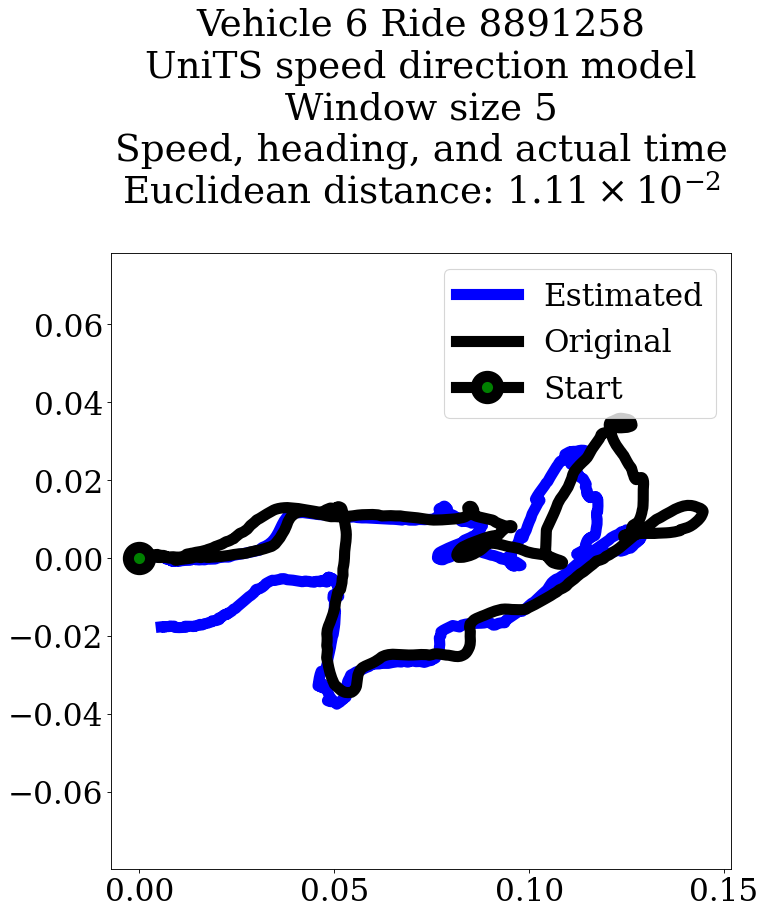 Vehicle 6 Ride 8891258
UniTS speed direction model
Window size 5
Speed, heading, and actual time
Euclidean distance: 1.11 × 10⁻²
Estimated
Original
Start
0.06
0.04
0.02
0.00
−0.02
−0.04
−0.06
0.00 0.05 0.10 0.15